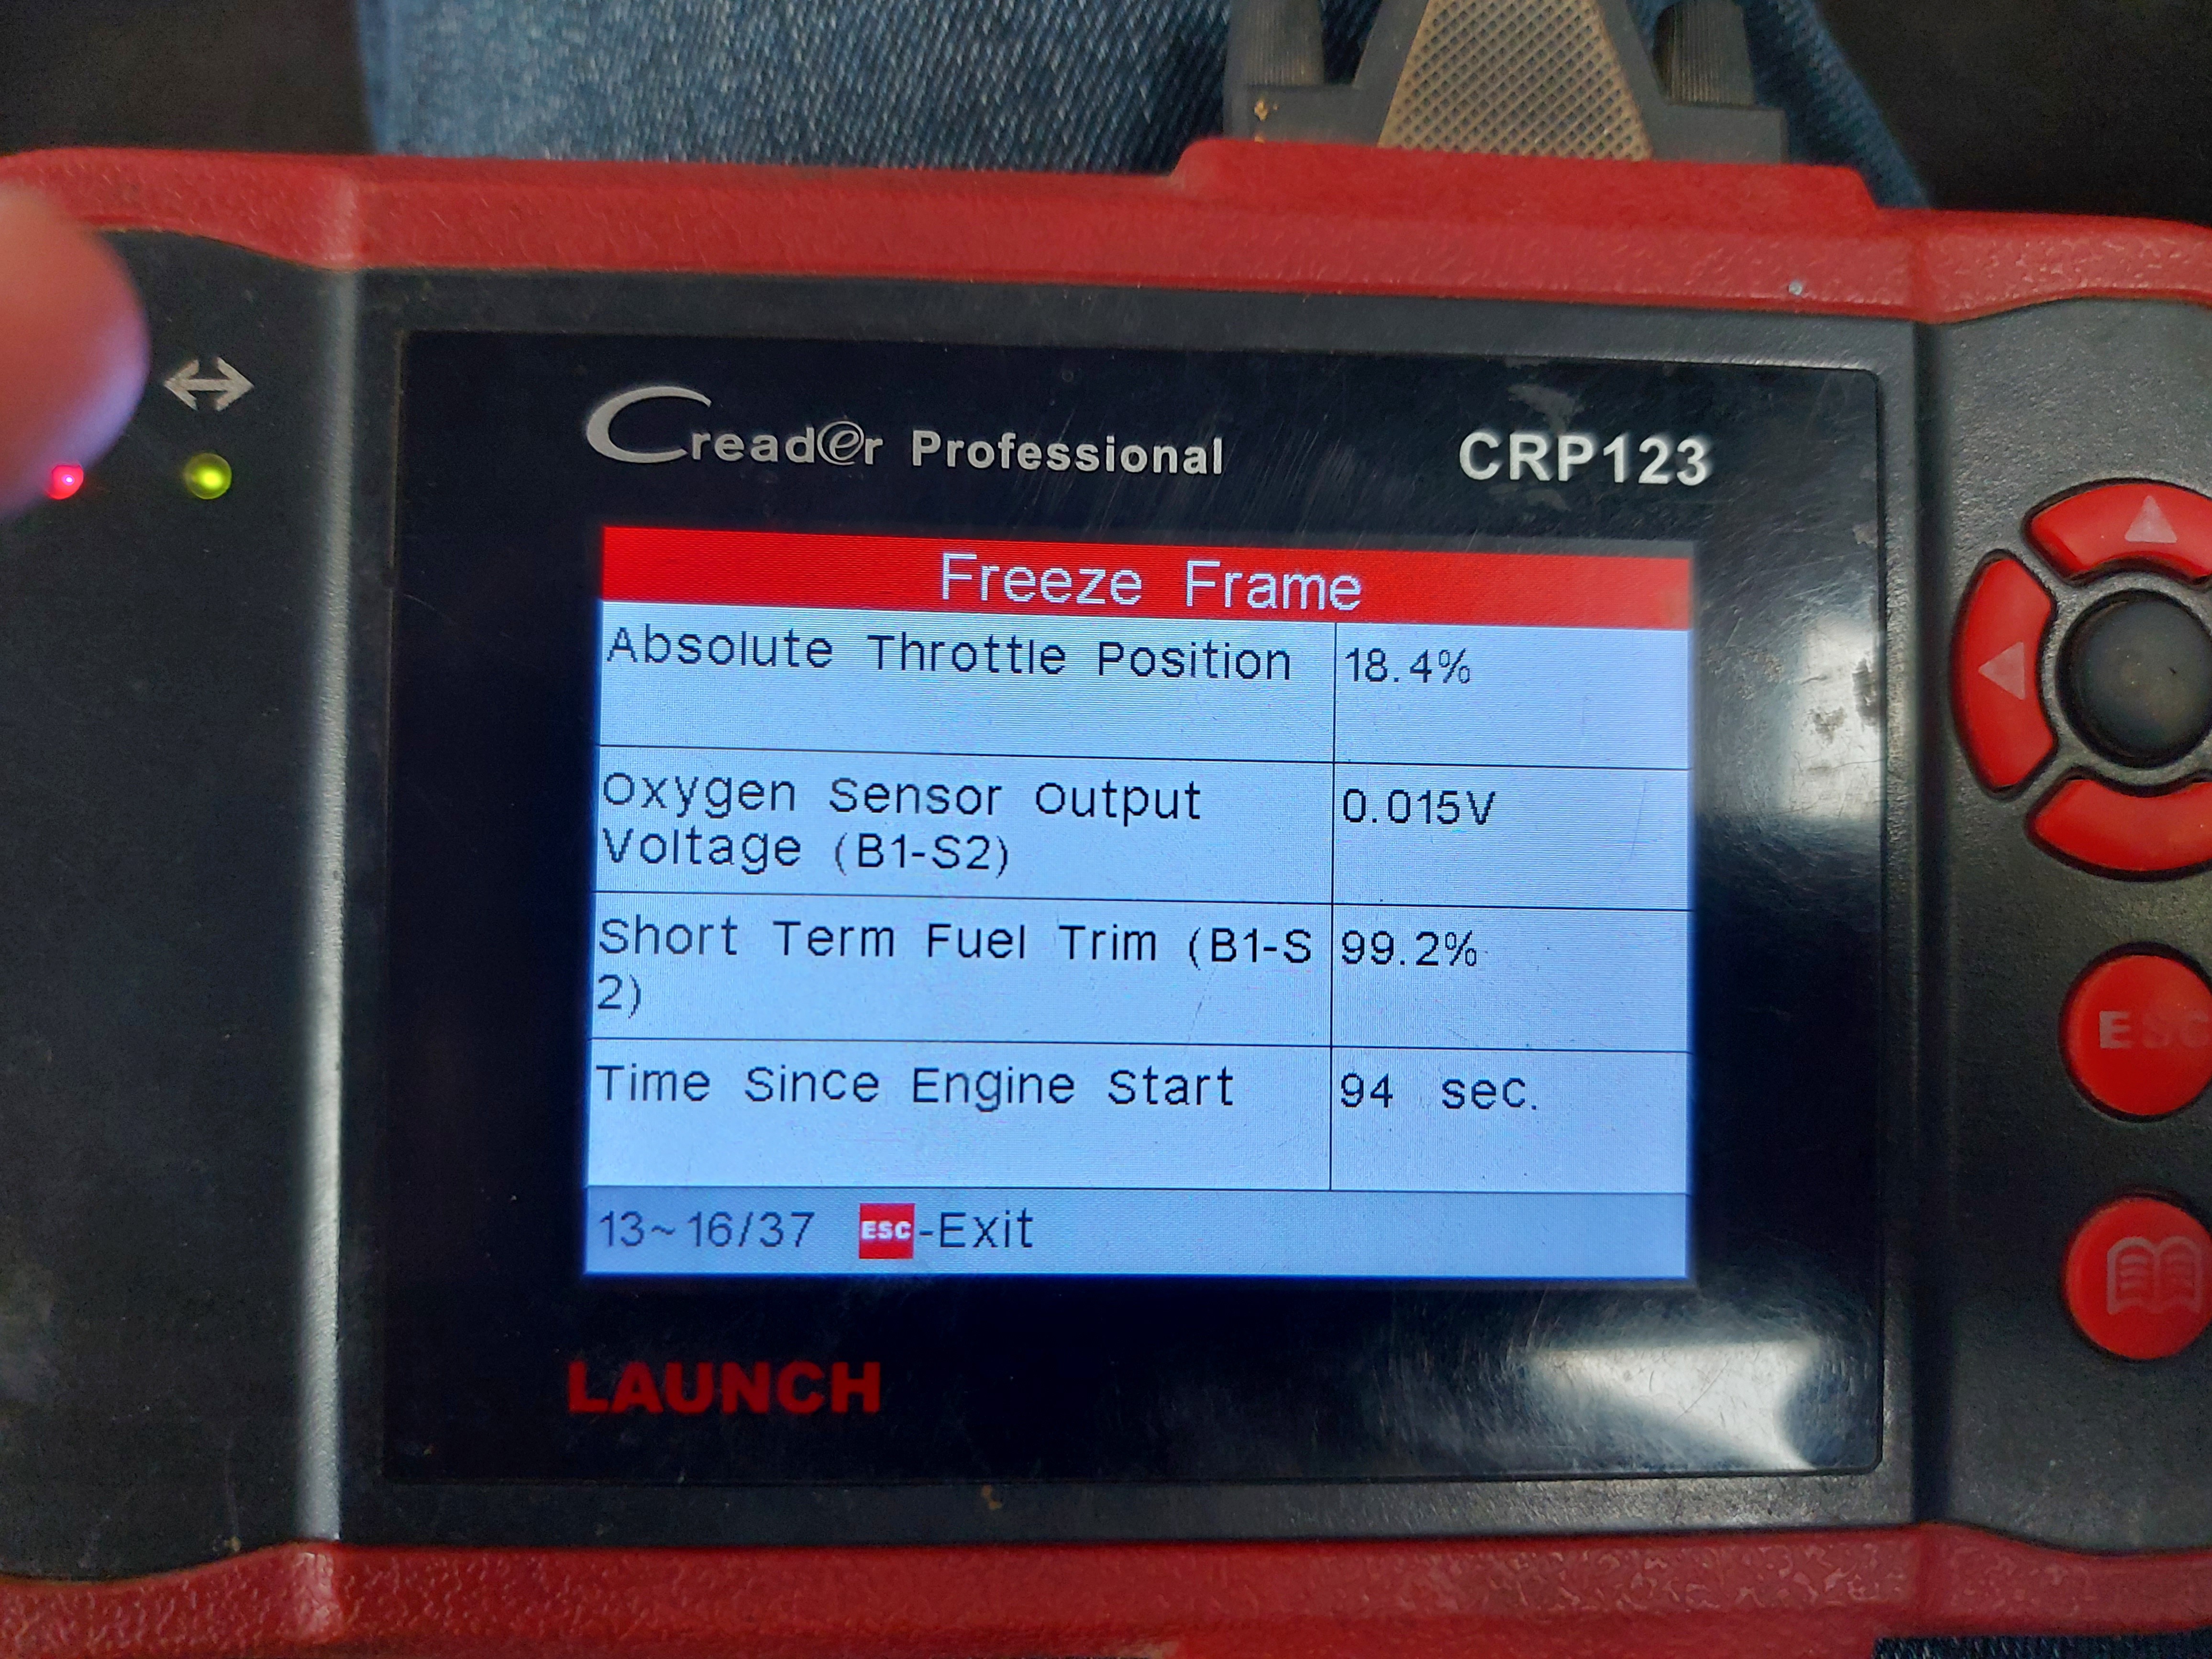 Creader Professional CRP123
Freeze Frame
Absolute Throttle Position 18.4%
Oxygen Sensor Output 0.015V
Voltage (B1-S2)
Short Term Fuel Trim (B1-S 99.2%
2)
Time Since Engine Start 94 sec.
13~16/37 ESC-Exit
LAUNCH
ESC